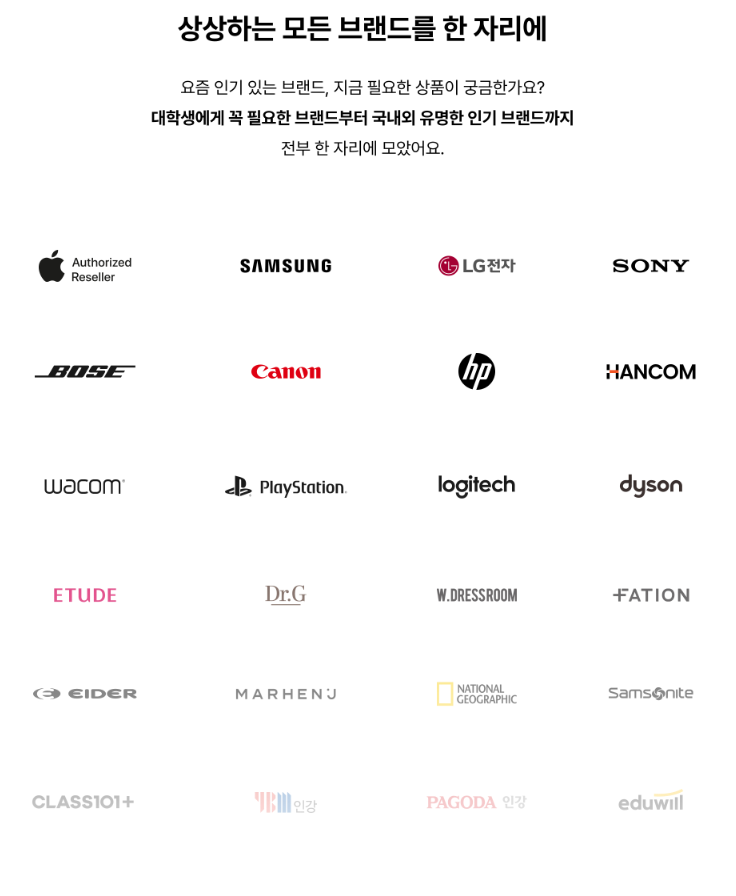 상상하는 모든 브랜드를 한 자리에
요즘 인기 있는 브랜드, 지금 필요한 상품이 궁금한가요?
대학생에게 꼭 필요한 브랜드부터 국내외 유명한 인기 브랜드까지
전부 한 자리에 모았어요.
Authorized
Reseller
SAMSUNG
LG전자
SONY
BOSE
Canon
hp
HANCOM
wacom
PlayStation
logitech
dyson
ETUDE
Dr.G
W.DRESSROOM
FATION
EIDER
MARHENJ
NATIONAL
GEOGRAPHIC
Samsonite
CLASS101+
YBM인강
PAGODA 인강
eduwill